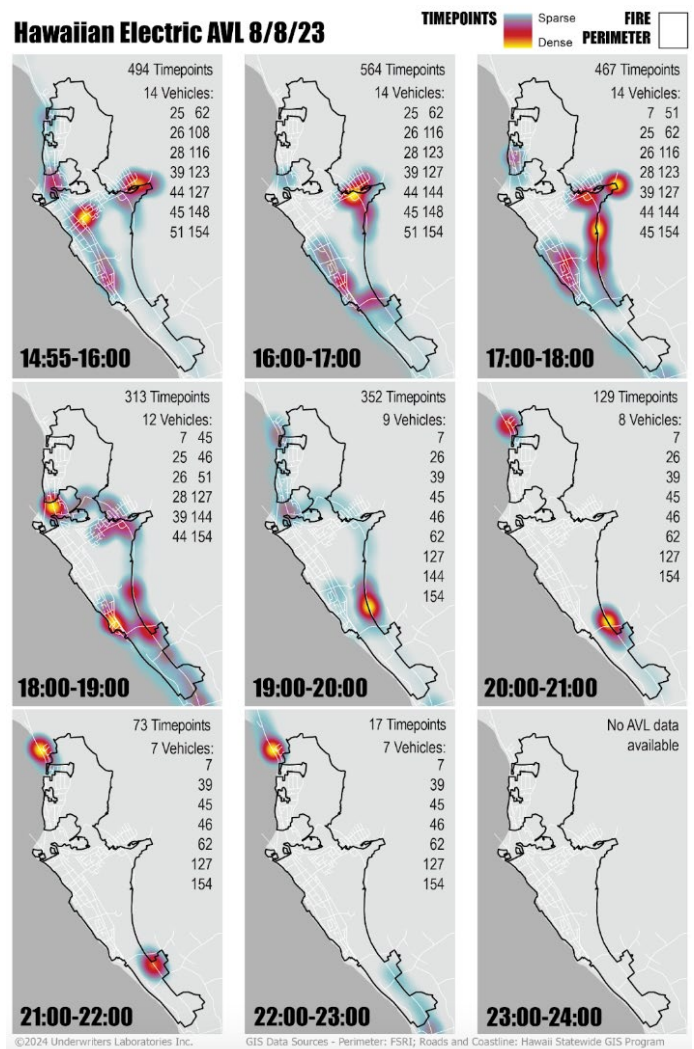 Hawaiian Electric AVL 8/8/23
TIMEPOINTS
Sparse
Dense
FIRE
PERIMETER
494 Timepoints
14 Vehicles:
25 62
26 108
28 116
39 123
44 127
45 148
51 154
14:55-16:00
564 Timepoints
14 Vehicles:
25 62
26 116
28 123
39 127
44 144
45 148
51 154
16:00-17:00
467 Timepoints
14 Vehicles:
7 51
25 62
26 116
28 123
39 127
44 144
45 154
17:00-18:00
313 Timepoints
12 Vehicles:
7 45
25 46
26 51
28 127
39 144
44 154
18:00-19:00
352 Timepoints
9 Vehicles:
7
26
39
45
46
62
127
144
154
19:00-20:00
129 Timepoints
8 Vehicles:
7
26
39
45
46
62
127
154
20:00-21:00
73 Timepoints
7 Vehicles:
7
39
45
46
62
127
154
21:00-22:00
17 Timepoints
7 Vehicles:
7
39
45
46
62
127
154
22:00-23:00
No AVL data
available
23:00-24:00
©2024 Underwriters Laboratories Inc.
GIS Data Sources - Perimeter: FSRI; Roads and Coastline: Hawaii Statewide GIS Program